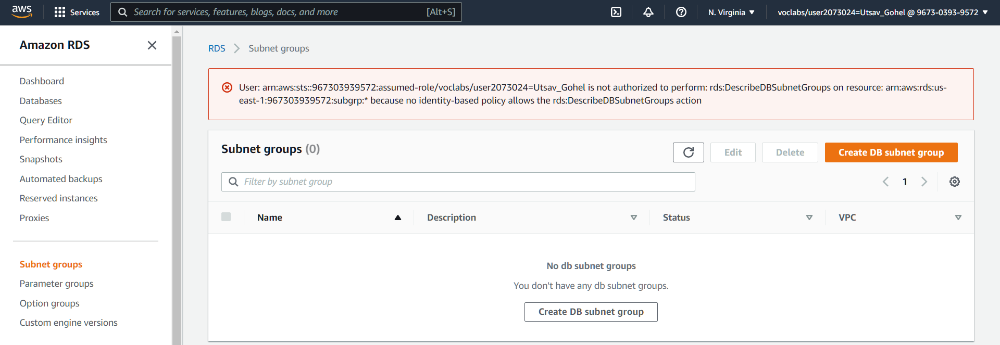 aws
Services
Search for services, features, blogs, docs, and more [Alt+S]
N. Virginia ▼
voclabs/user2073024=Utsav_Gohel @ 9673-0393-9572 ▼
Amazon RDS
Dashboard
Databases
Query Editor
Performance insights
Snapshots
Automated backups
Reserved instances
Proxies
Subnet groups
Parameter groups
Option groups
Custom engine versions
RDS > Subnet groups
User: arn:aws:sts::967303939572:assumed-role/voclabs/user2073024=Utsav_Gohel is not authorized to perform: rds:DescribeDBSubnetGroups on resource: arn:aws:rds:us-
east-1:967303939572:subgrp:* because no identity-based policy allows the rds:DescribeDBSubnetGroups action
Subnet groups (0)
Edit
Delete
Create DB subnet group
Filter by subnet group
1
Name
Description
Status
VPC
No db subnet groups
You don't have any db subnet groups.
Create DB subnet group